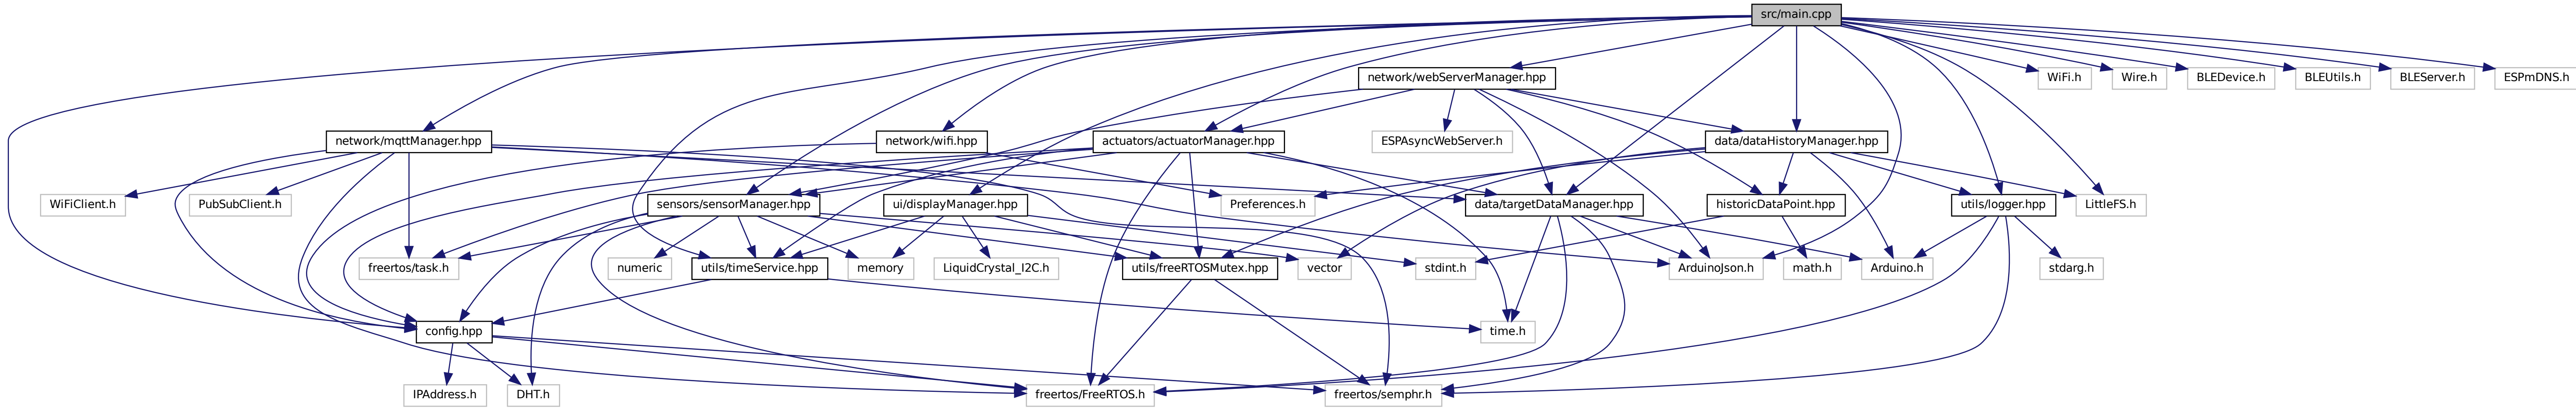 src/main.cpp
network/webServerManager.hpp
WiFi.h
Wire.h
BLEDevice.h
BLEUtils.h
BLEServer.h
ESPmDNS.h
network/mqttManager.hpp
network/wifi.hpp
actuators/actuatorManager.hpp
ESPAsyncWebServer.h
data/dataHistoryManager.hpp
WiFiClient.h
PubSubClient.h
sensors/sensorManager.hpp
ui/displayManager.hpp
Preferences.h
data/targetDataManager.hpp
historicDataPoint.hpp
utils/logger.hpp
LittleFS.h
freertos/task.h
numeric
utils/timeService.hpp
memory
LiquidCrystal_I2C.h
utils/freeRTOSMutex.hpp
vector
stdint.h
ArduinoJson.h
math.h
Arduino.h
stdarg.h
config.hpp
time.h
IPAddress.h
DHT.h
freertos/FreeRTOS.h
freertos/semphr.h